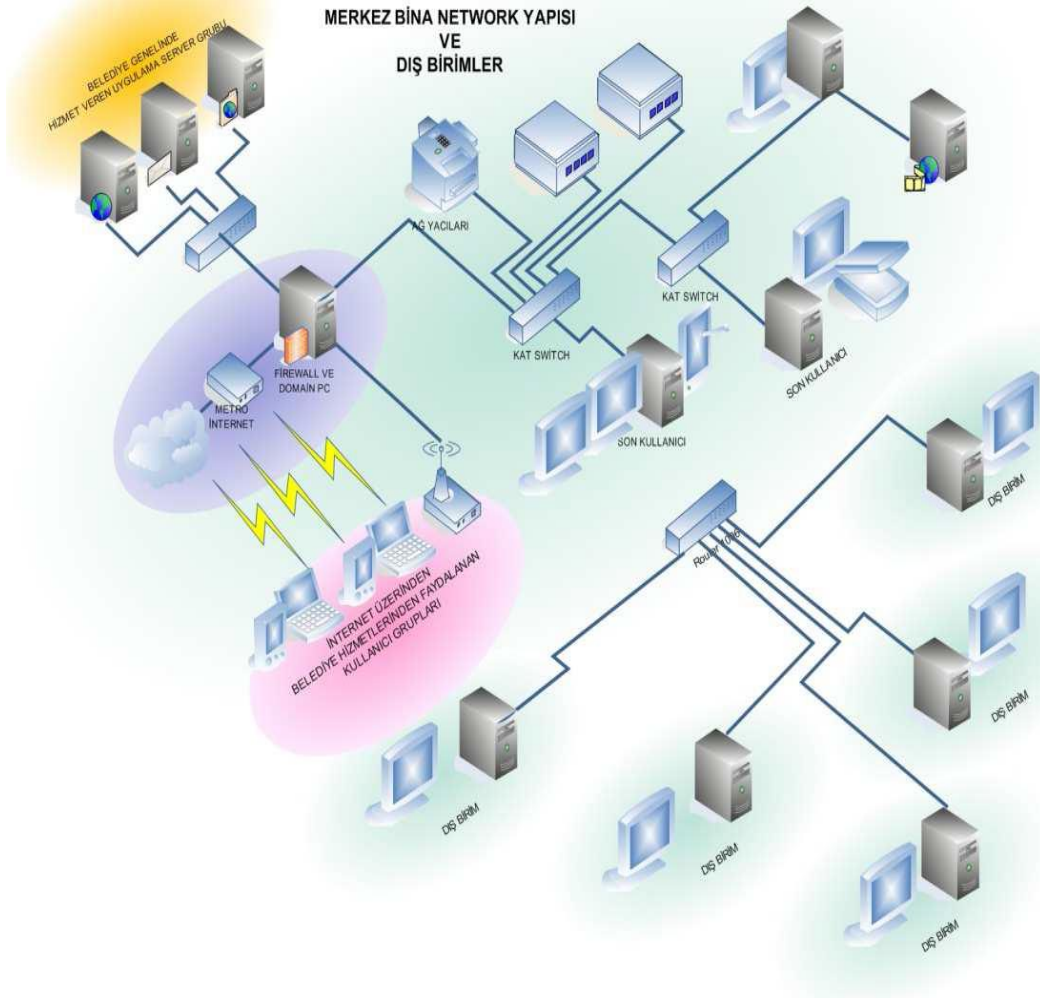 MERKEZ BİNA NETWORK YAPISI
VE
DIŞ BİRİMLER
BELEDİYE GENELİNDE
HİZMET VEREN UYGULAMA SERVER GRUBU
AĞ YACILARI
KAT SWİTCH
KAT SWİTCH
FİREWALL VE
DOMAİN PC
METRO
İNTERNET
SON KULLANICI
SON KULLANICI
DIŞ BİRİM
Router
İNTERNET ÜZERİNDEN
BELEDİYE HİZMETLERİNDEN FAYDALANAN
KULLANICI GRUPLARI
DIŞ BİRİM
DIŞ BİRİM
DIŞ BİRİM
DIŞ BİRİM